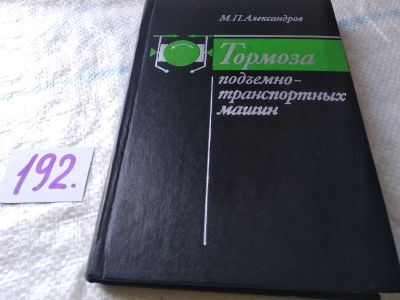 М.П.Александров
Тормоза
подъемно-
транспортных
машин
192.